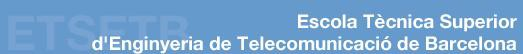 ETSETB
Escola Tècnica Superior
d'Enginyeria de Telecomunicació de Barcelona